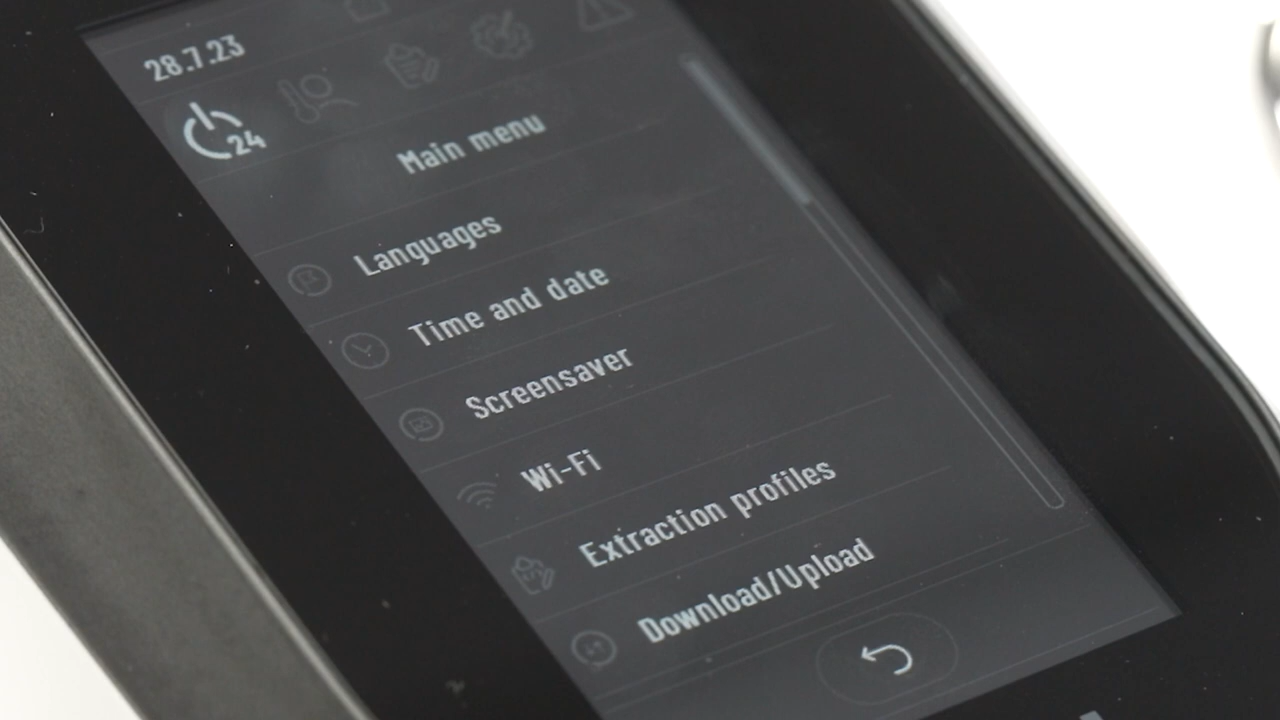 28.7.23
24
Main menu
Languages
Time and date
Screensaver
Wi-Fi
Extraction profiles
Download/Upload